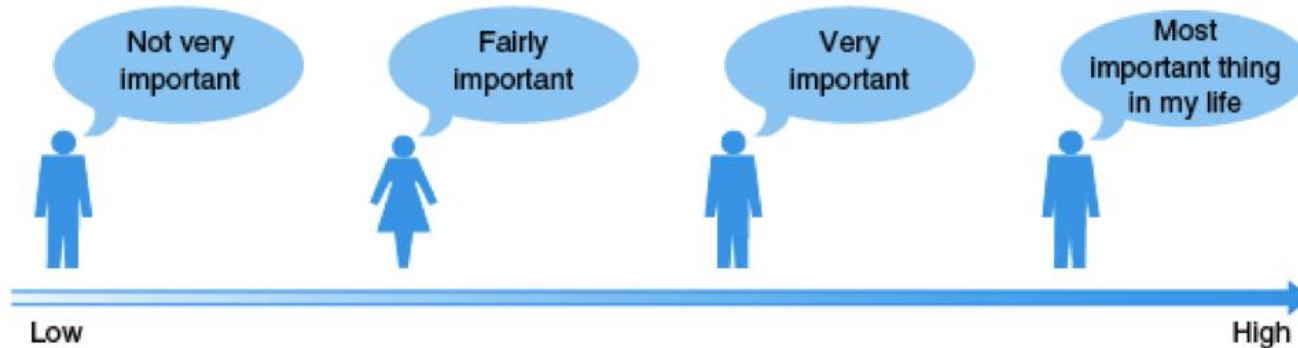 Not very
important
Fairly
important
Very
important
Most
important thing
in my life
Low
High